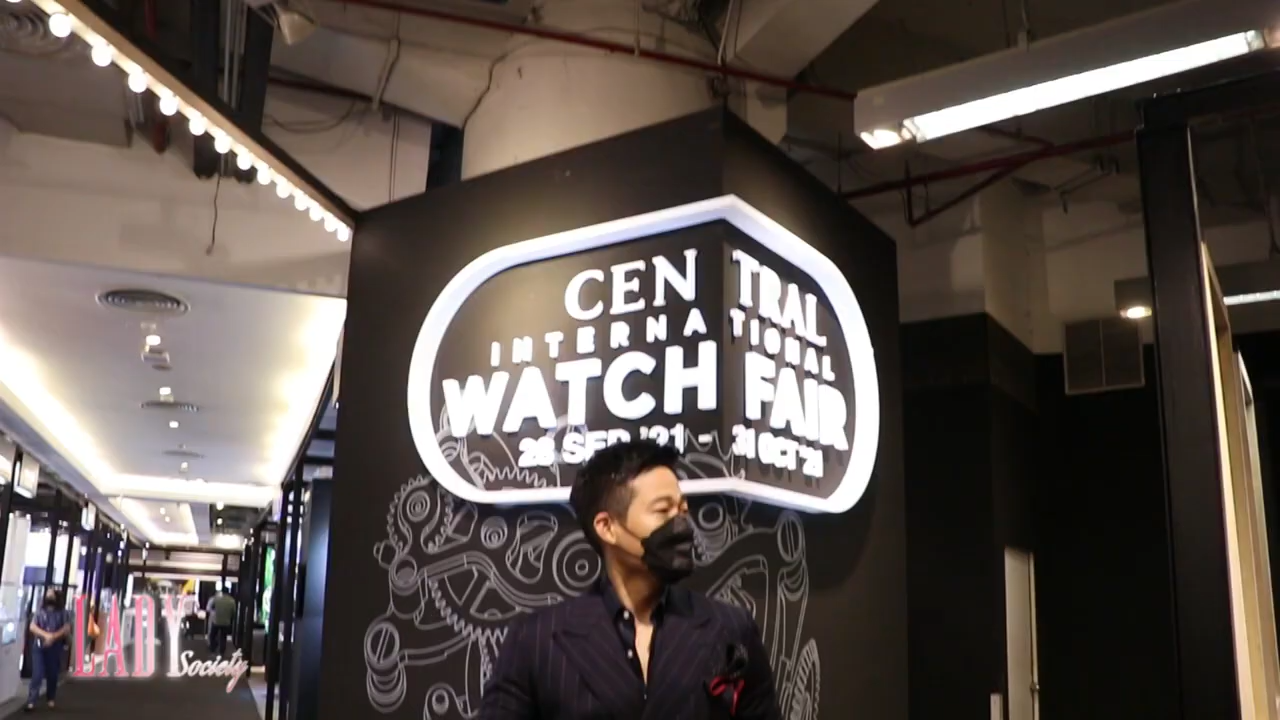 CENTRAL
INTERNATIONAL
WATCH FAIR
28 SEP '21 - 31 OCT '21
LADY
Society